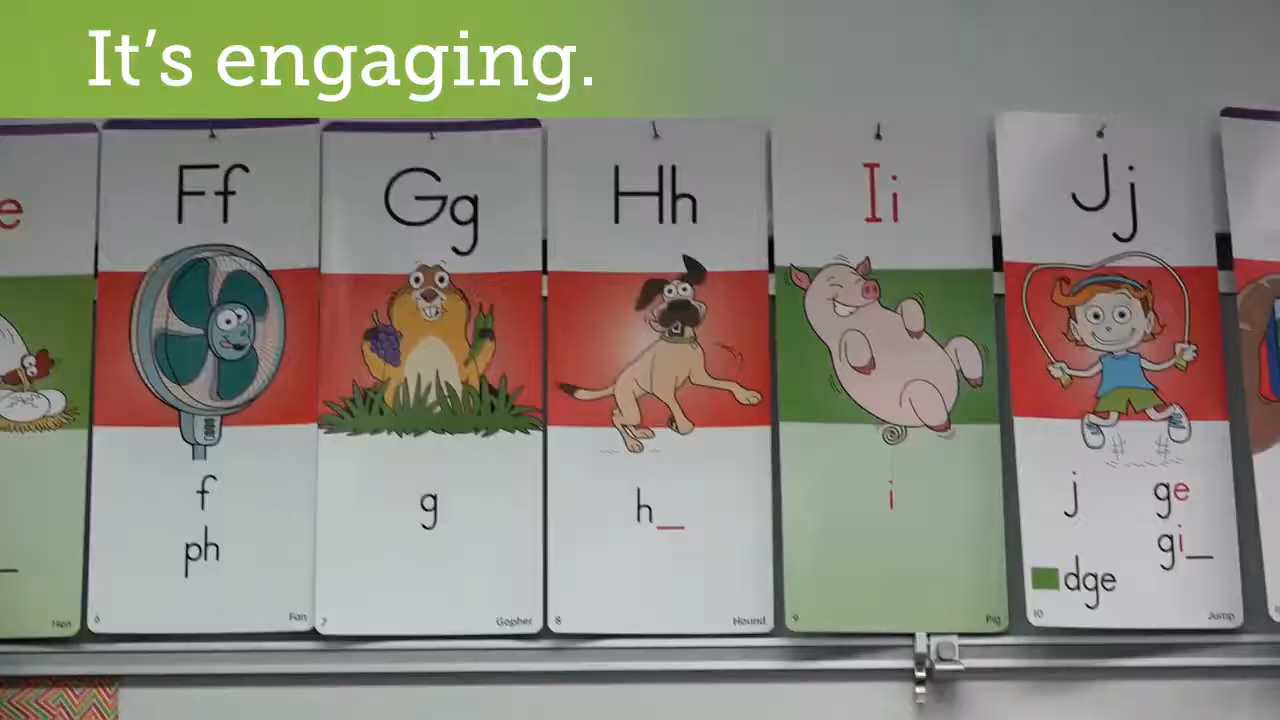 It's engaging.
e
Ff
Gg
Hh
Ii
Jj
f
ph
g
h_
i
j
ge
gi_
dge
_
Hen
6
Fan
7
Gopher
8
Hound
9
Pig
10
Jump